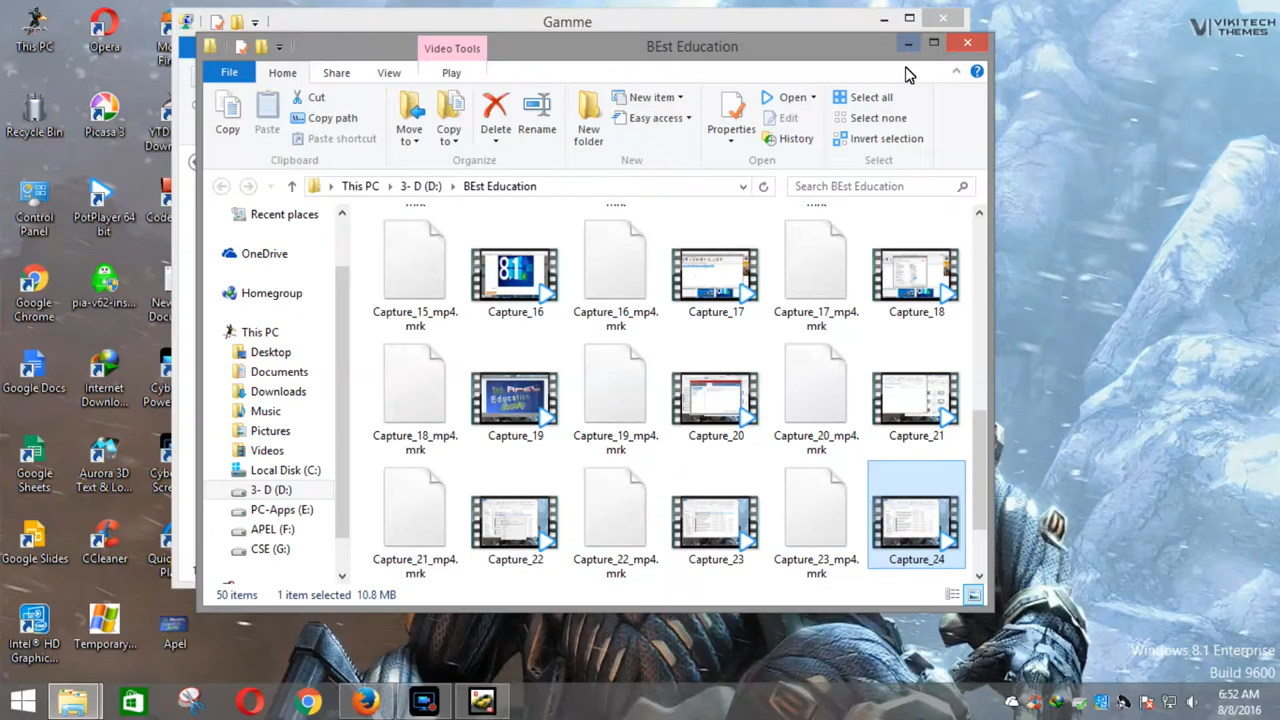 Gamme
VIKITECH
THEMES
Video Tools
BEst Education
File
Home
Share
View
Play
Copy
Paste
Cut
Copy path
Paste shortcut
Clipboard
Move
to
Copy
to
Delete
Rename
Organize
New
folder
New item
Easy access
New
Properties
Open
Edit
History
Open
Select all
Select none
Invert selection
Select
This PC
3- D (D:)
BEst Education
Search BEst Education
Recent places
OneDrive
Homegroup
This PC
Desktop
Documents
Downloads
Music
Pictures
Videos
Local Disk (C:)
3- D (D:)
PC-Apps (E:)
APEL (F:)
CSE (G:)
Capture_15_mp4.
mrk
Capture_16
Capture_16_mp4.
mrk
Capture_17
Capture_17_mp4.
mrk
Capture_18
Capture_18_mp4.
mrk
Capture_19
Capture_19_mp4.
mrk
Capture_20
Capture_20_mp4.
mrk
Capture_21
Capture_21_mp4.
mrk
Capture_22
Capture_22_mp4.
mrk
Capture_23
Capture_23_mp4.
mrk
Capture_24
50 items
1 item selected 10.8 MB
This PC
Opera
Recycle Bin
Picasa 3
Control
Panel
PotPlayer 64
bit
Google
Chrome
pia-v62-ins...
Google Docs
Internet
Downlo...
Google
Sheets
Aurora 3D
Text & Lo...
Google Slides
CCleaner
Intel® HD
Graphic...
Temporary...
Apel
Windows 8.1 Enterprise
Build 9600
6:52 AM
8/8/2016